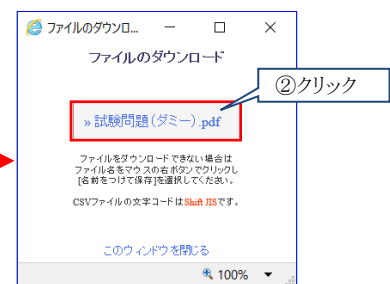 ファイルのダウンロ...
ファイルのダウンロード
②クリック
» 試験問題(ダミー).pdf
ファイルをダウンロードできない場合は
ファイル名をマウスの右ボタンでクリックし
[名前をつけて保存]を選択してください。
CSVファイルの文字コードはShift JISです。
このウィンドウを閉じる
100%